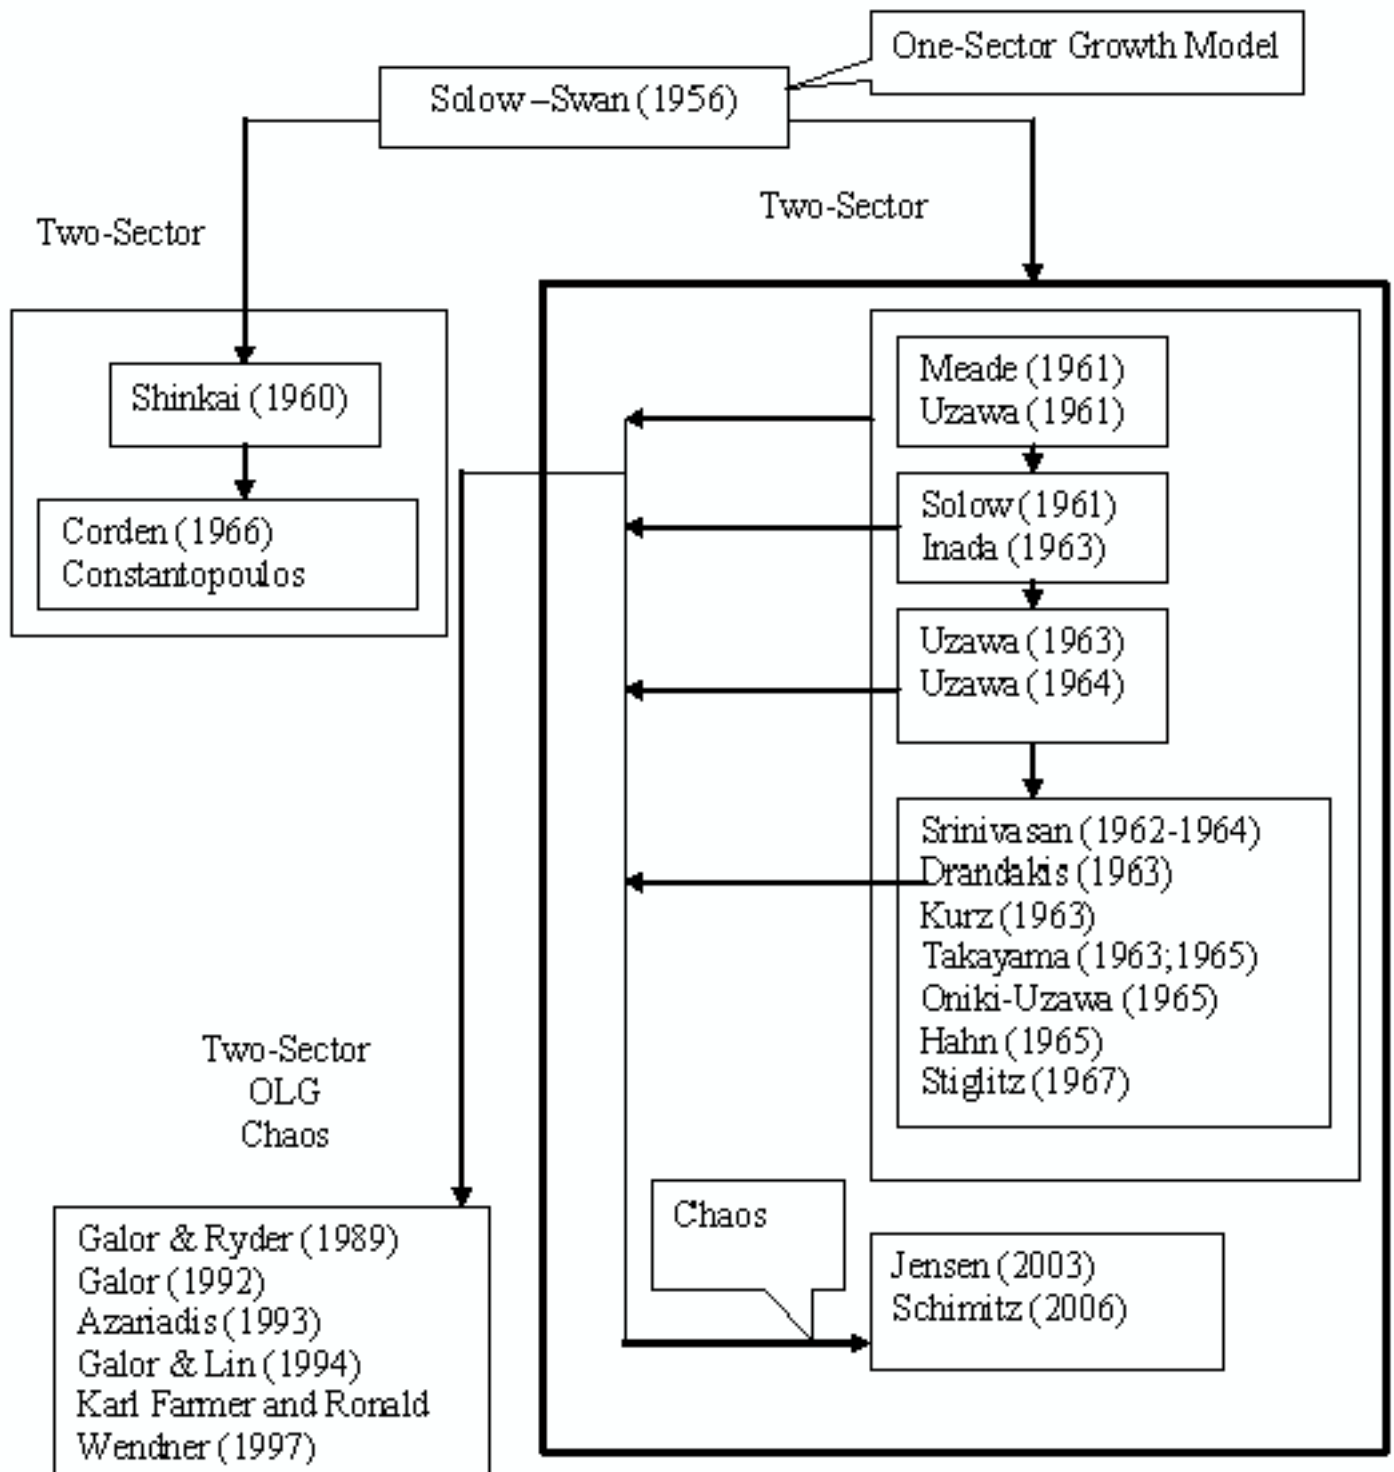 One-Sector Growth Model
Solow –Swan (1956)
Two-Sector
Two-Sector
Shinkai (1960)
Corden (1966)
Constantopoulos
Meade (1961)
Uzawa (1961)
Solow (1961)
Inada (1963)
Uzawa (1963)
Uzawa (1964)
Srinivasan (1962-1964)
Drandakis (1963)
Kurz (1963)
Takayama (1963;1965)
Oniki-Uzawa (1965)
Hahn (1965)
Stiglitz (1967)
Two-Sector
OLG
Chaos
Galor & Ryder (1989)
Galor (1992)
Azariadis (1993)
Galor & Lin (1994)
Karl Farmer and Ronald
Wendner (1997)
Chaos
Jensen (2003)
Schimitz (2006)